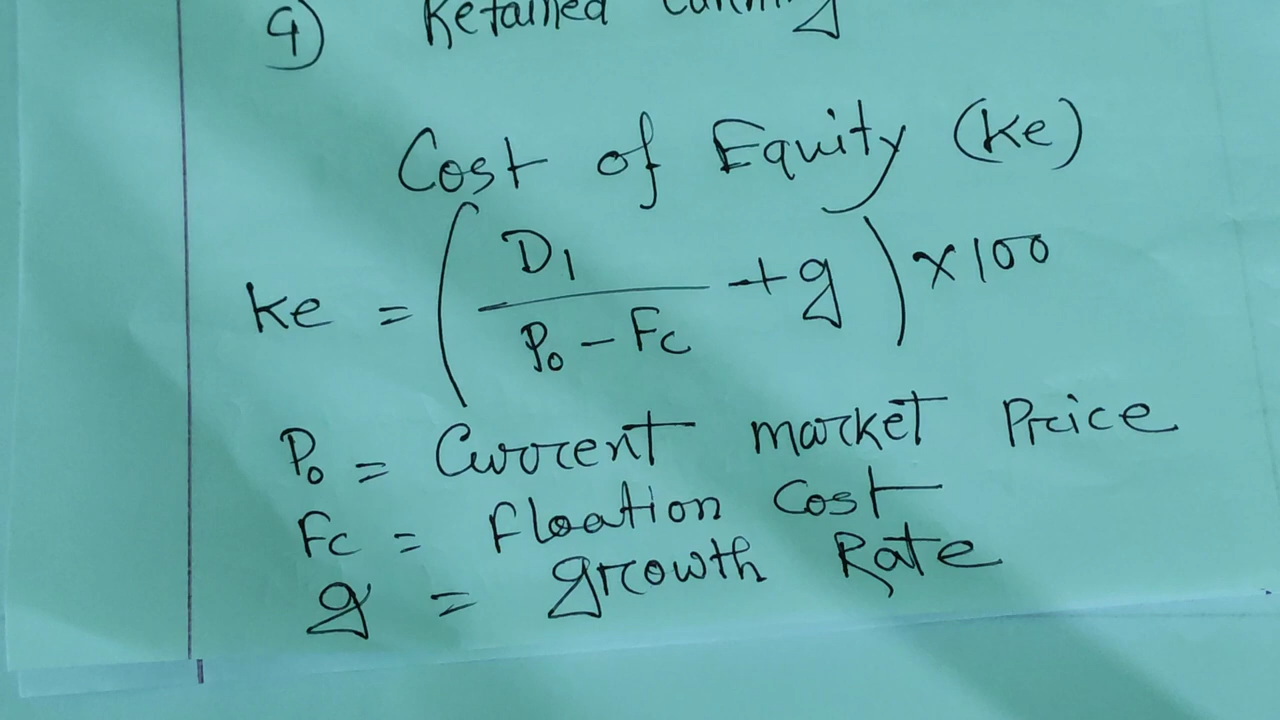 4) Retained
Cost of Equity (Ke)
Ke = ( D1 / P0 - Fc + g ) × 100
P0 = Current market Price
Fc = floation Cost
g = growth Rate